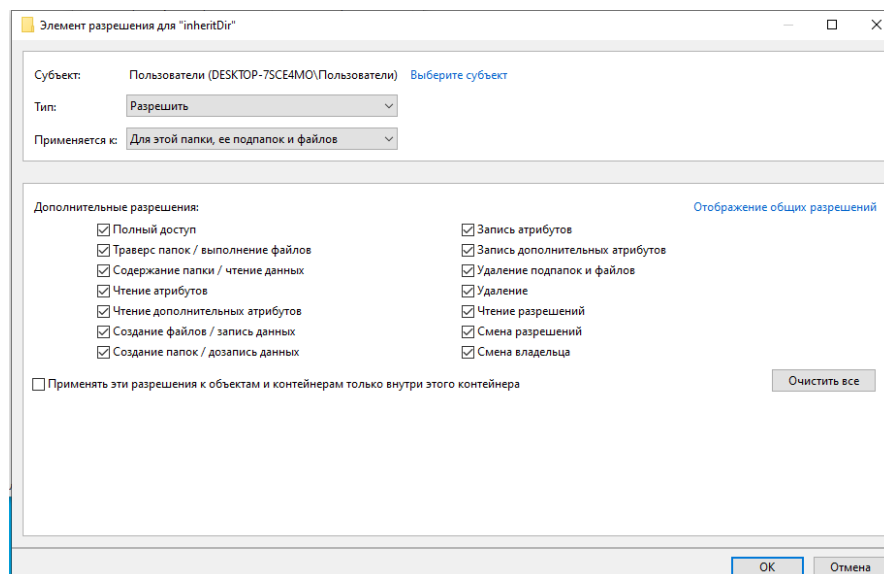 Элемент разрешения для "inheritDir"
Субъект: Пользователи (DESKTOP-7SCE4MO\Пользователи) Выберите субъект
Тип: Разрешить
Применяется к: Для этой папки, ее подпапок и файлов
Дополнительные разрешения: Отображение общих разрешений
Полный доступ Запись атрибутов
Траверс папок / выполнение файлов Запись дополнительных атрибутов
Содержание папки / чтение данных Удаление подпапок и файлов
Чтение атрибутов Удаление
Чтение дополнительных атрибутов Чтение разрешений
Создание файлов / запись данных Смена разрешений
Создание папок / дозапись данных Смена владельца
Применять эти разрешения к объектам и контейнерам только внутри этого контейнера Очистить все
ОК Отмена